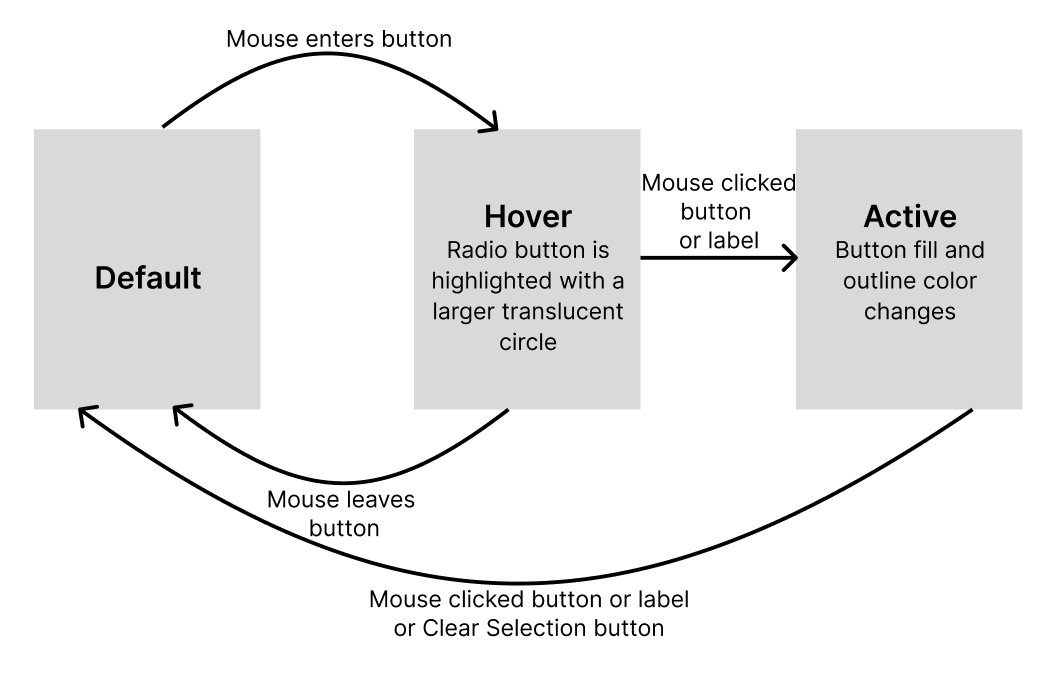 Mouse enters button
Default
Hover
Radio button is
highlighted with a
larger translucent
circle
Mouse clicked
button
or label
Active
Button fill and
outline color
changes
Mouse leaves
button
Mouse clicked button or label
or Clear Selection button